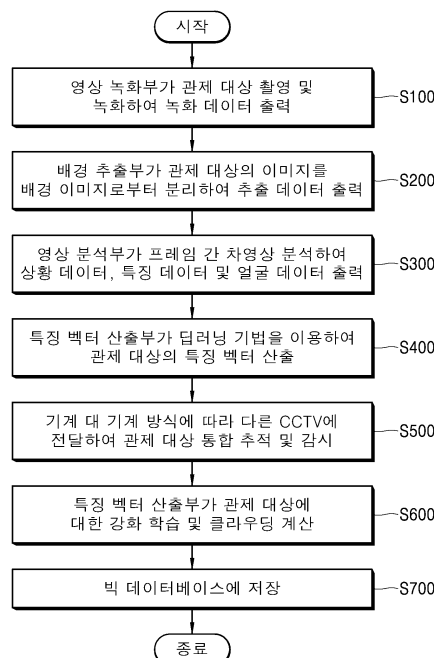 시작
영상 녹화부가 관제 대상 촬영 및
녹화하여 녹화 데이터 출력
S100
배경 추출부가 관제 대상의 이미지를
배경 이미지로부터 분리하여 추출 데이터 출력
S200
영상 분석부가 프레임 간 차영상 분석하여
상황 데이터, 특징 데이터 및 얼굴 데이터 출력
S300
특징 벡터 산출부가 딥러닝 기법을 이용하여
관제 대상의 특징 벡터 산출
S400
기계 대 기계 방식에 따라 다른 CCTV에
전달하여 관제 대상 통합 추적 및 감시
S500
특징 벡터 산출부가 관제 대상에
대한 강화 학습 및 클라우딩 계산
S600
빅 데이터베이스에 저장
S700
종료